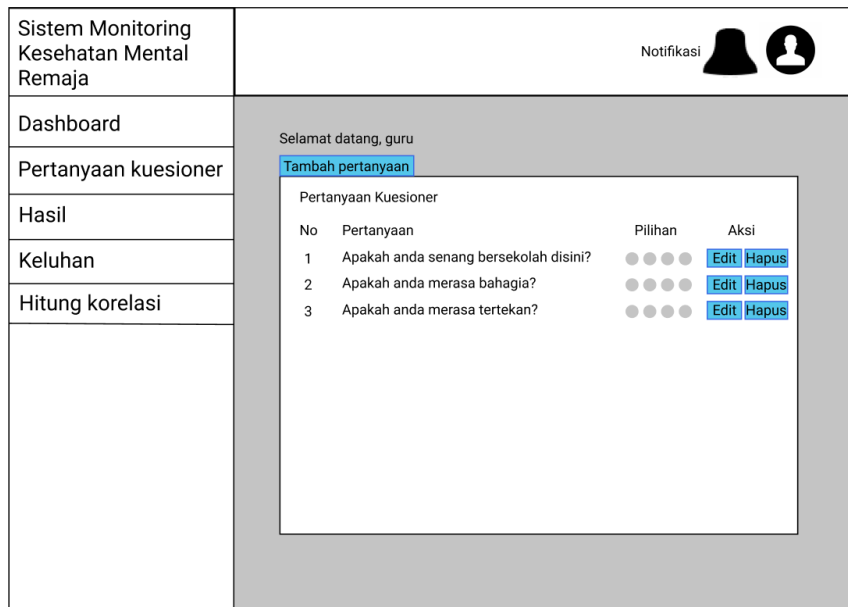 Sistem Monitoring
Kesehatan Mental
Remaja
Notifikasi
Dashboard
Pertanyaan kuesioner
Hasil
Keluhan
Hitung korelasi
Selamat datang, guru
Tambah pertanyaan
Pertanyaan Kuesioner
No Pertanyaan Pilihan Aksi
1 Apakah anda senang bersekolah disini? Edit Hapus
2 Apakah anda merasa bahagia? Edit Hapus
3 Apakah anda merasa tertekan? Edit Hapus